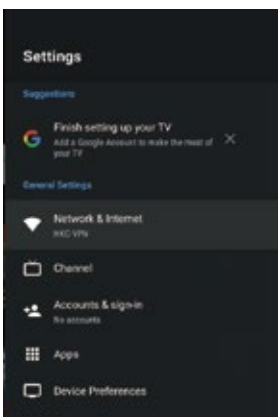 Settings
Suggestions
Finish setting up your TV
Add a Google Account to make the most of
your TV
General Settings
Network & Internet
HKC VPN
Channel
Accounts & sign-in
No accounts
Apps
Device Preferences